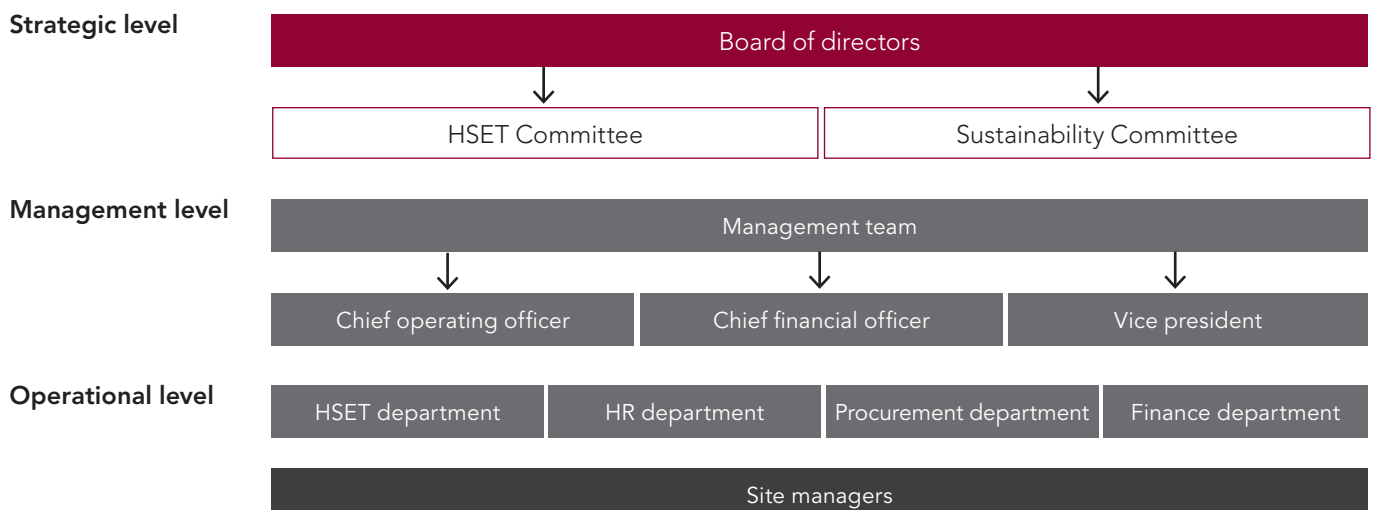 Strategic level
Board of directors
HSET Committee
Sustainability Committee
Management level
Management team
Chief operating officer
Chief financial officer
Vice president
Operational level
HSET department
HR department
Procurement department
Finance department
Site managers